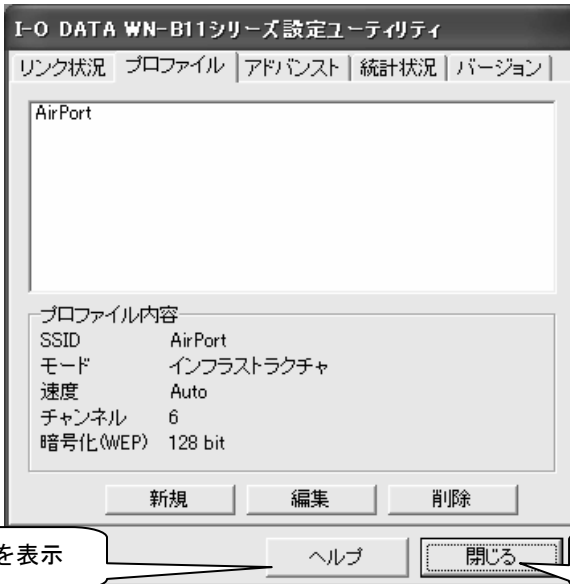 I-O DATA WN-B11シリーズ設定ユーティリティ
リンク状況 プロファイル アドバンスト 統計状況 バージョン
AirPort
プロファイル内容
SSID AirPort
モード インフラストラクチャ
速度 Auto
チャンネル 6
暗号化(WEP) 128 bit
新規 編集 削除
を表示
ヘルプ 閉じる